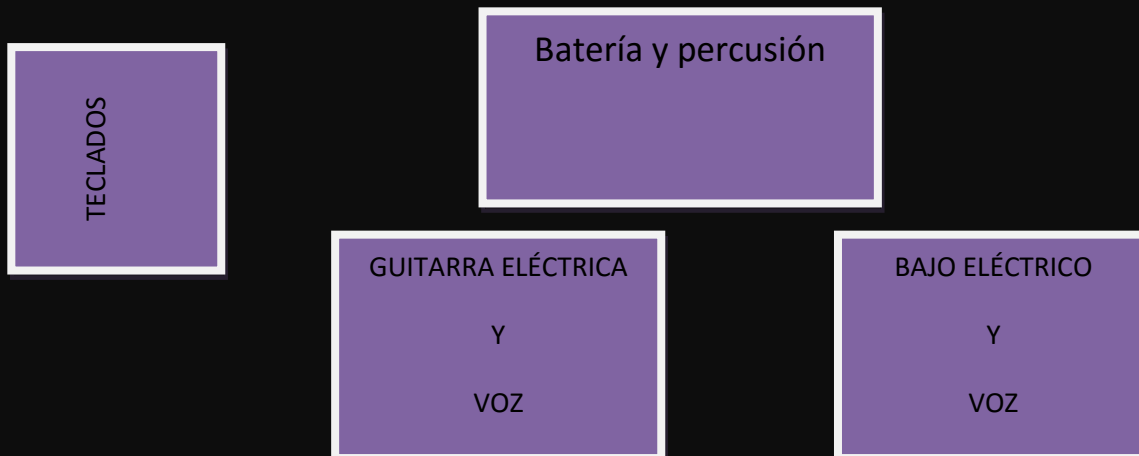 Batería y percusión
TECLADOS
GUITARRA ELÉCTRICA
Y
VOZ
BAJO ELÉCTRICO
Y
VOZ